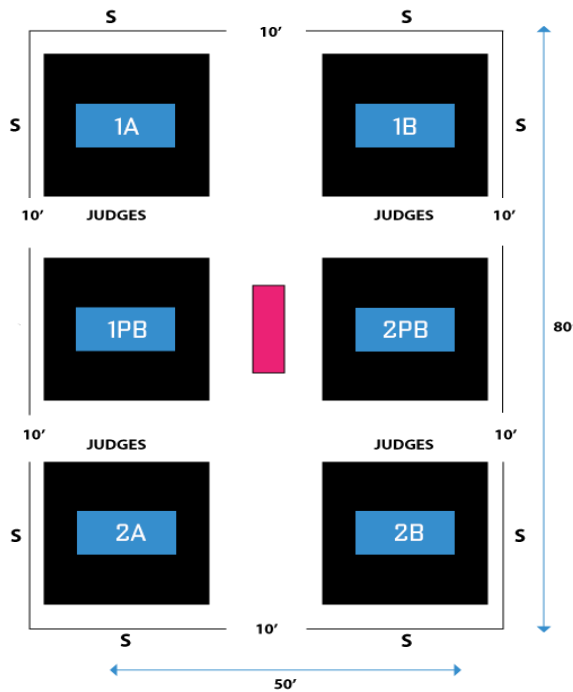 S S
10′
1A 1B
S S
10′ JUDGES JUDGES 10′
1PB 2PB
80
10′ JUDGES JUDGES 10′
2A 2B
S S
10′
S S
50′